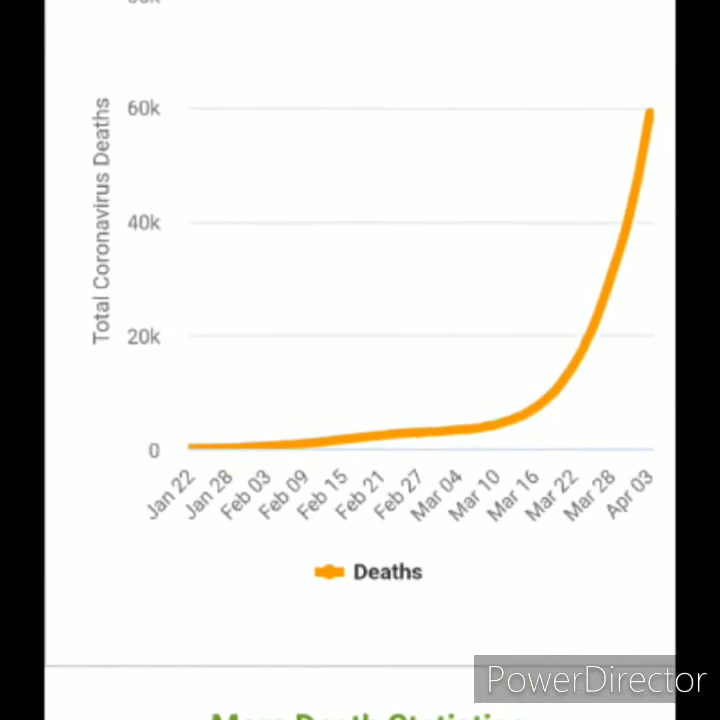 60k
40k
20k
0
Total Coronavirus Deaths
Jan 22
Jan 28
Feb 03
Feb 09
Feb 15
Feb 21
Feb 27
Mar 04
Mar 10
Mar 16
Mar 22
Mar 28
Apr 03
Deaths
PowerDirector